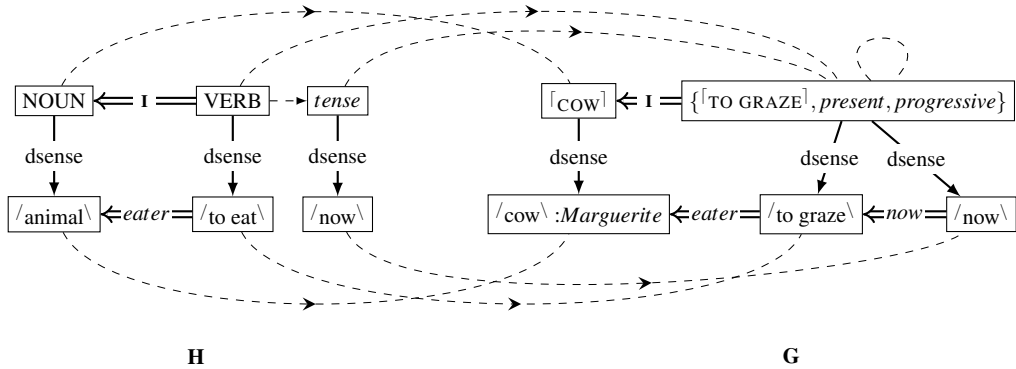 NOUN I VERB tense ⌈COW⌉ I {⌈TO GRAZE⌉, present, progressive}
dsense dsense dsense dsense dsense dsense
/animal\ eater /to eat\ /now\ /cow\ :Marguerite eater /to graze\ now /now\
H G